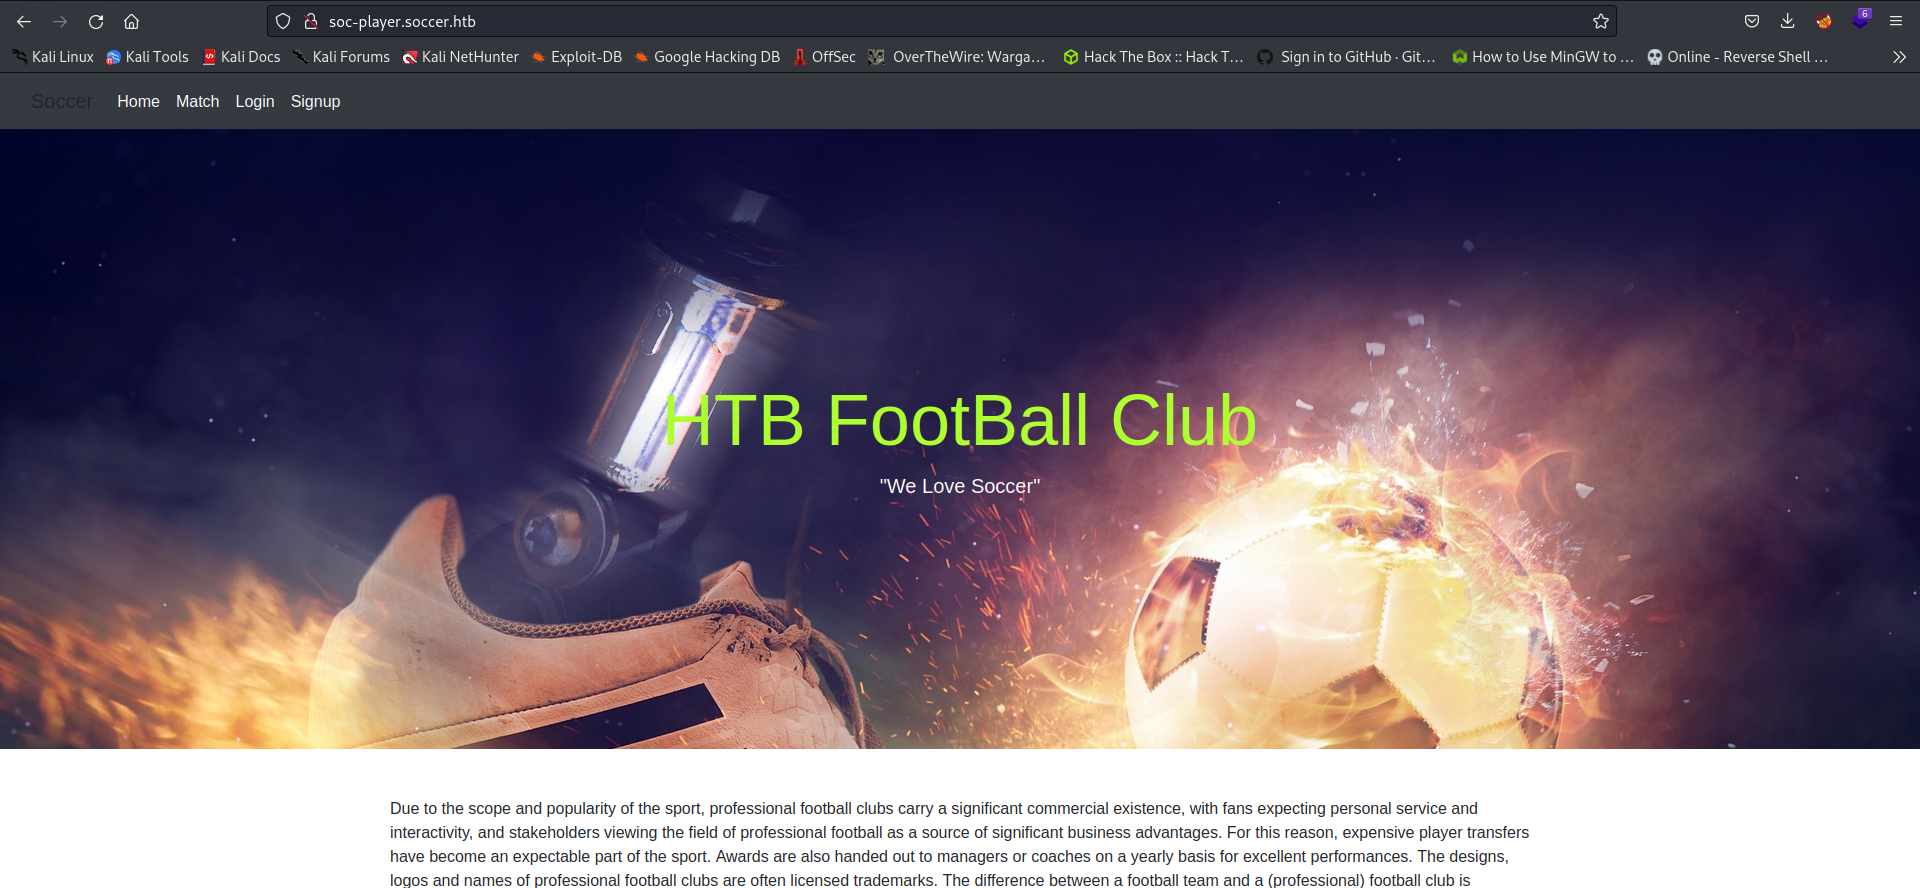 soc-player.soccer.htb
6
Kali Linux Kali Tools Kali Docs Kali Forums Kali NetHunter Exploit-DB Google Hacking DB OffSec OverTheWire: Warga… Hack The Box :: Hack T… Sign in to GitHub · Git… How to Use MinGW to … Online - Reverse Shell …
Soccer Home Match Login Signup
HTB FootBall Club
"We Love Soccer"
Due to the scope and popularity of the sport, professional football clubs carry a significant commercial existence, with fans expecting personal service and
interactivity, and stakeholders viewing the field of professional football as a source of significant business advantages. For this reason, expensive player transfers
have become an expectable part of the sport. Awards are also handed out to managers or coaches on a yearly basis for excellent performances. The designs,
logos and names of professional football clubs are often licensed trademarks. The difference between a football team and a (professional) football club is